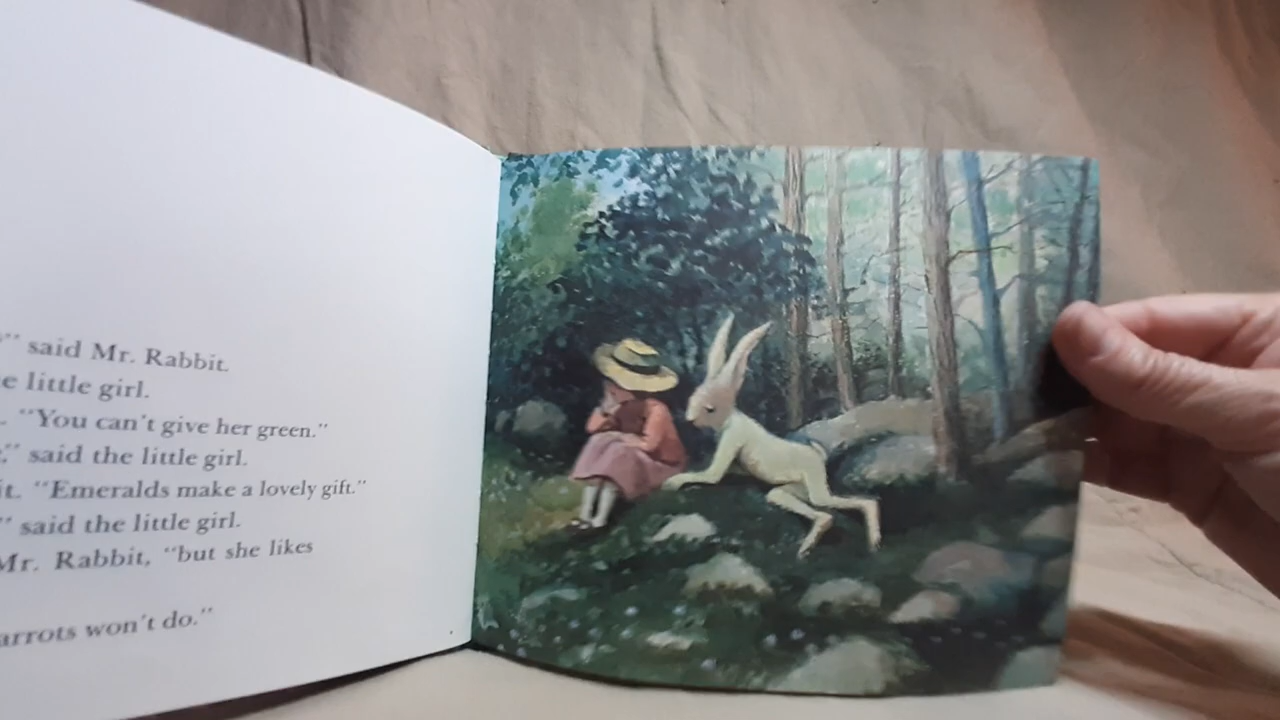 " said Mr. Rabbit.
e little girl.
. "You can't give her green."
," said the little girl.
it. "Emeralds make a lovely gift."
" said the little girl.
Mr. Rabbit, "but she likes
arrots won't do."